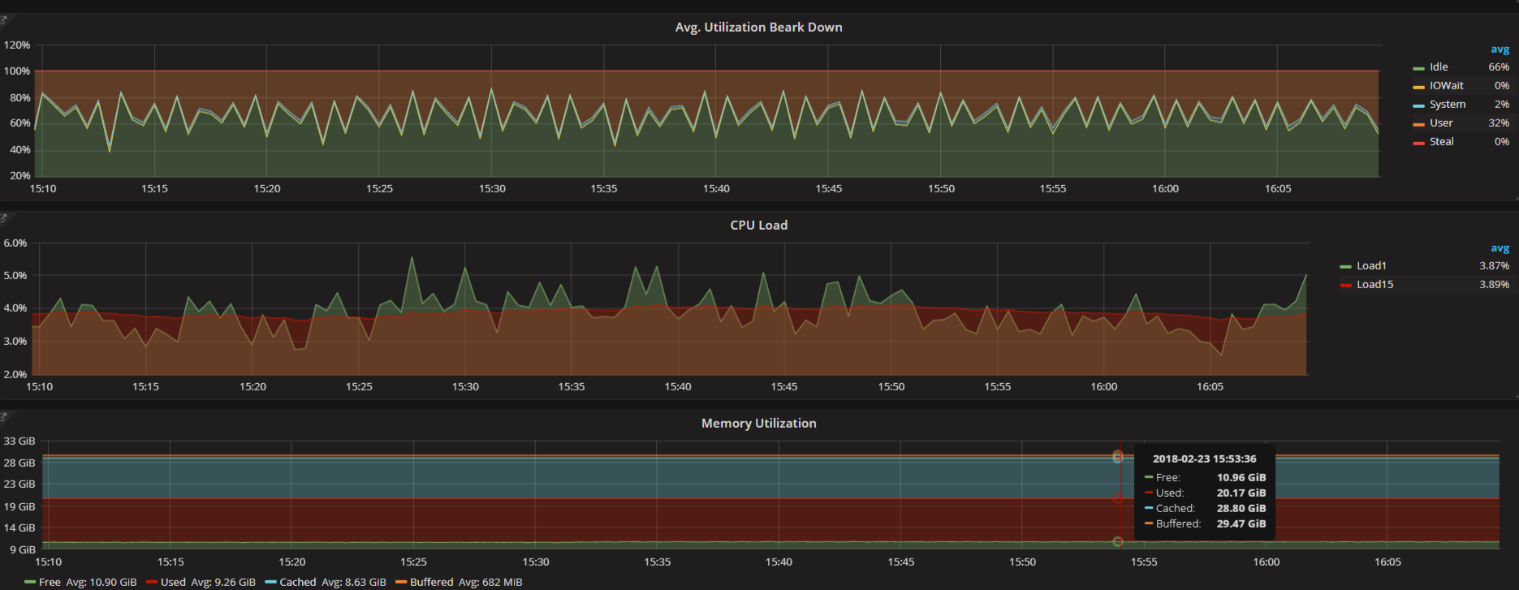 Avg. Utilization Beark Down
120%
100%
80%
60%
40%
20%
15:10 15:15 15:20 15:25 15:30 15:35 15:40 15:45 15:50 15:55 16:00 16:05
avg
Idle 66%
IOWait 0%
System 2%
User 32%
Steal 0%
CPU Load
6.0%
5.0%
4.0%
3.0%
2.0%
15:10 15:15 15:20 15:25 15:30 15:35 15:40 15:45 15:50 15:55 16:00 16:05
avg
Load1 3.87%
Load15 3.89%
Memory Utilization
33 GiB
28 GiB
23 GiB
19 GiB
14 GiB
9 GiB
15:10 15:15 15:20 15:25 15:30 15:35 15:40 15:45 15:50 15:55 16:00 16:05
2018-02-23 15:53:36
Free: 10.96 GiB
Used: 20.17 GiB
Cached: 28.80 GiB
Buffered: 29.47 GiB
Free Avg: 10.90 GiB Used Avg: 9.26 GiB Cached Avg: 8.63 GiB Buffered Avg: 682 MiB